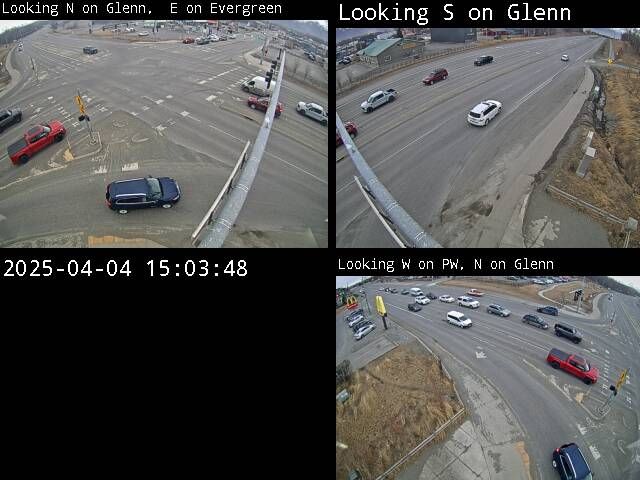 Looking N on Glenn, E on Evergreen
Looking S on Glenn
2025-04-04 15:03:48
Looking W on PW, N on Glenn